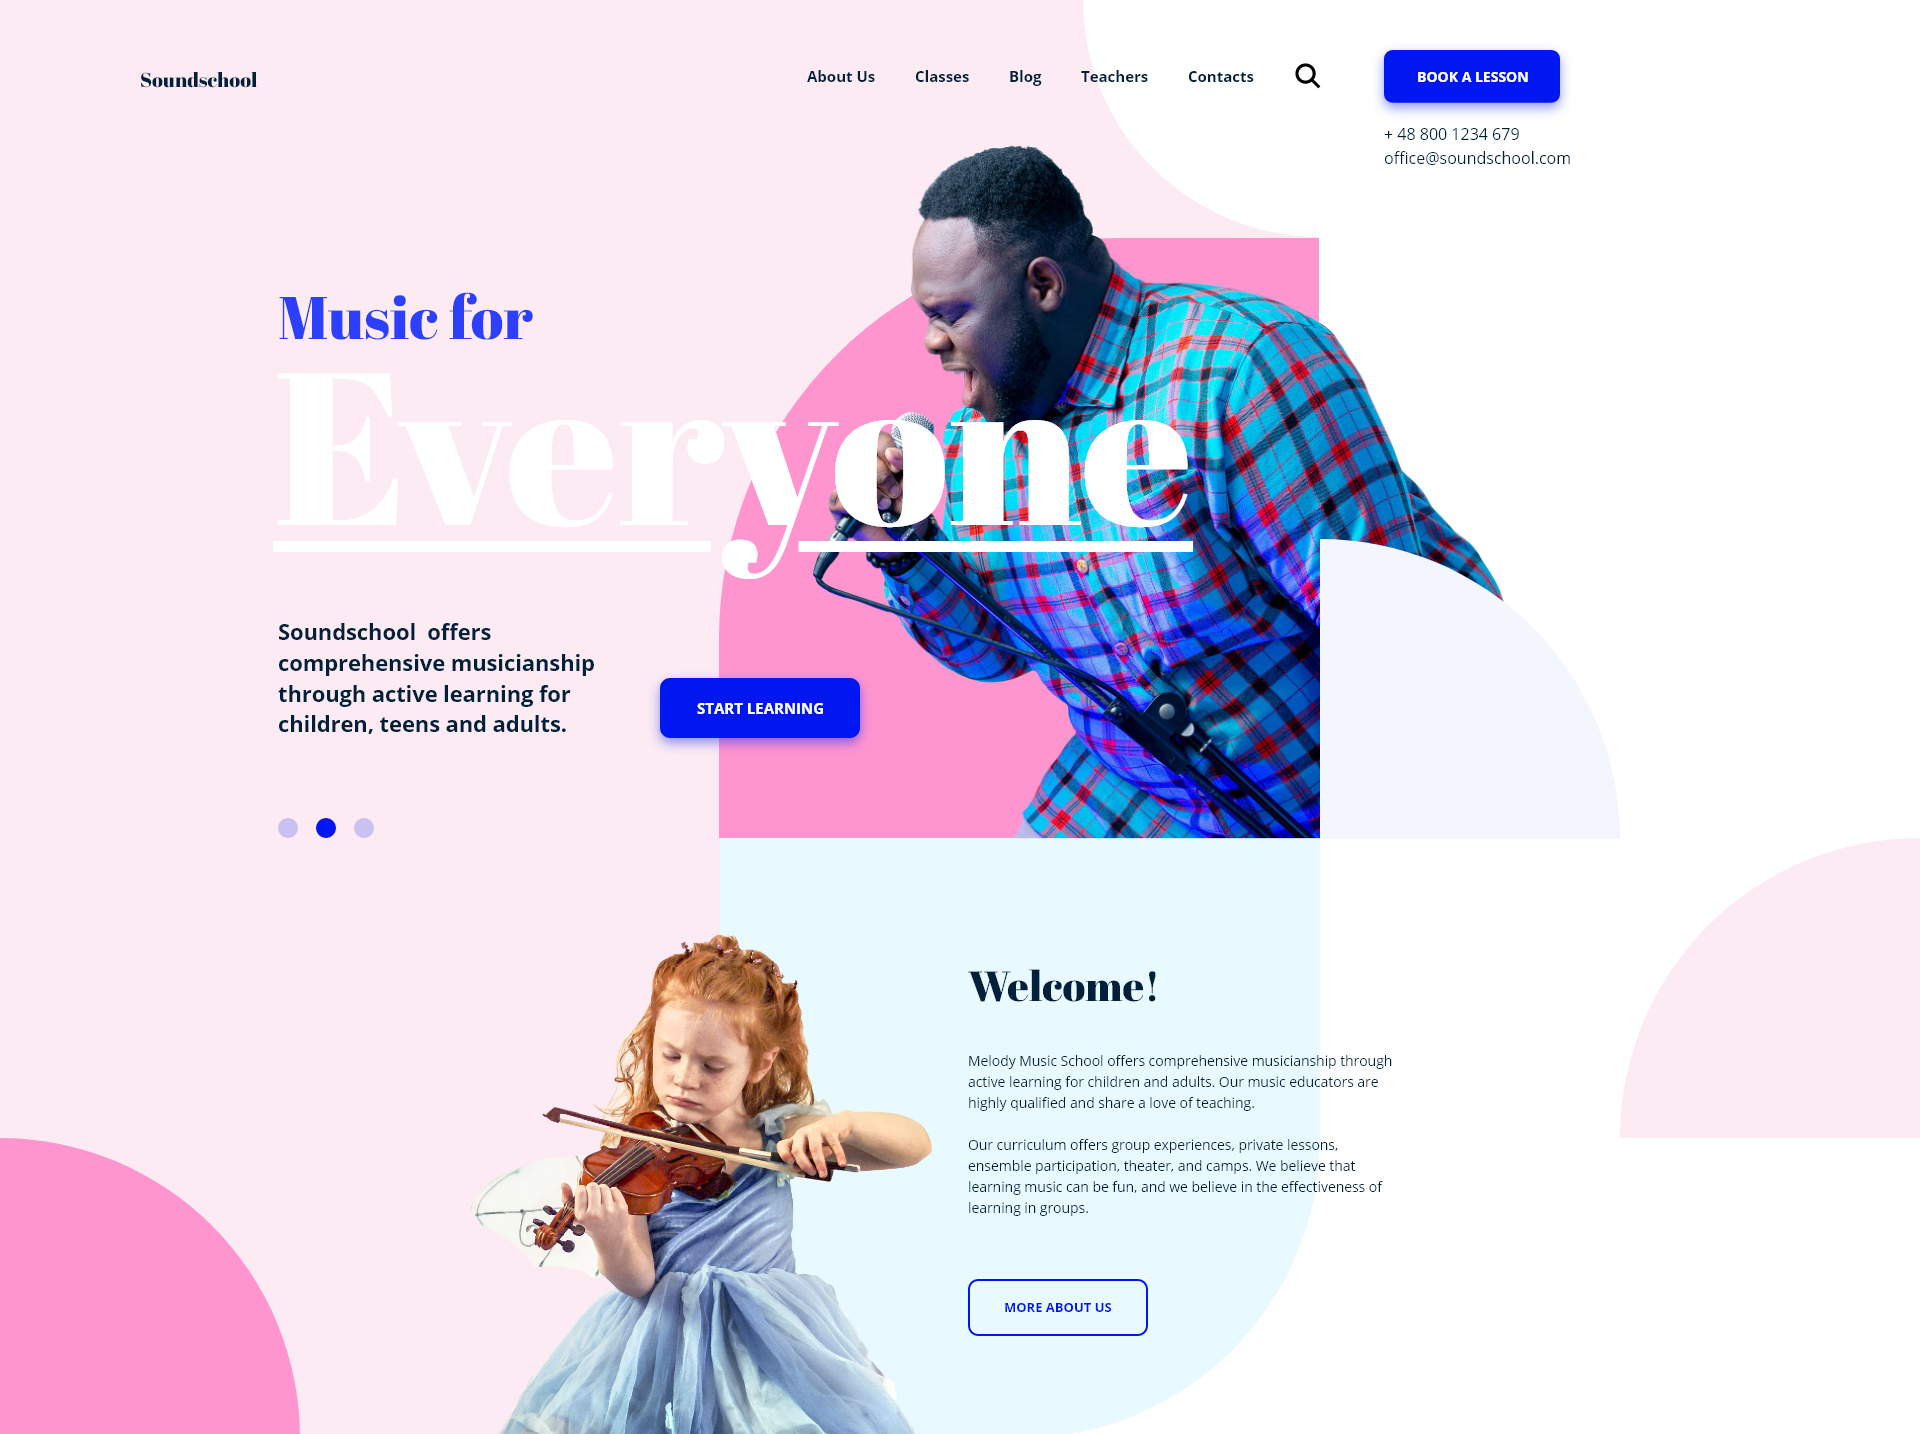 Soundschool
About Us
Classes
Blog
Teachers
Contacts
BOOK A LESSON
+ 48 800 1234 679
office@soundschool.com
Music for
Everyone
Soundschool  offers
comprehensive musicianship
through active learning for
children, teens and adults.
START LEARNING
Welcome!
Melody Music School offers comprehensive musicianship through
active learning for children and adults. Our music educators are
highly qualified and share a love of teaching.
Our curriculum offers group experiences, private lessons,
ensemble participation, theater, and camps. We believe that
learning music can be fun, and we believe in the effectiveness of
learning in groups.
MORE ABOUT US